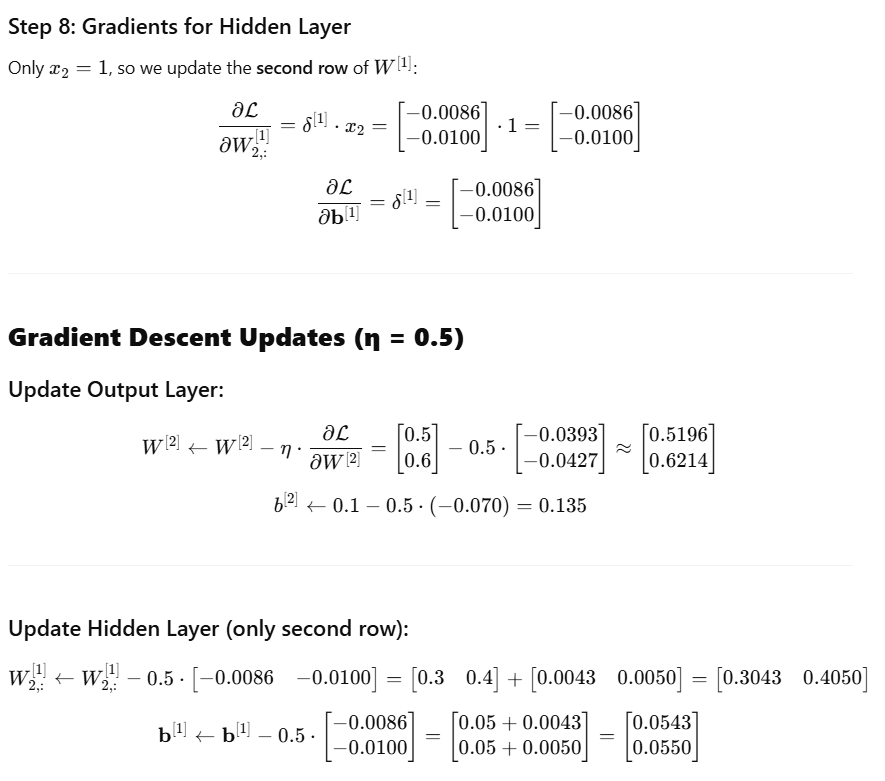 Step 8: Gradients for Hidden Layer
Only $x_2 = 1$, so we update the second row of $W^{[1]}$:
$\frac{\partial \mathcal{L}}{\partial W^{[1]}_{2,:}} = \delta^{[1]} \cdot x_2 = \begin{bmatrix} -0.0086 \\ -0.0100 \end{bmatrix} \cdot 1 = \begin{bmatrix} -0.0086 \\ -0.0100 \end{bmatrix}$
$\frac{\partial \mathcal{L}}{\partial \mathbf{b}^{[1]}} = \delta^{[1]} = \begin{bmatrix} -0.0086 \\ -0.0100 \end{bmatrix}$
Gradient Descent Updates (η = 0.5)
Update Output Layer:
$W^{[2]} \leftarrow W^{[2]} - \eta \cdot \frac{\partial \mathcal{L}}{\partial W^{[2]}} = \begin{bmatrix} 0.5 \\ 0.6 \end{bmatrix} - 0.5 \cdot \begin{bmatrix} -0.0393 \\ -0.0427 \end{bmatrix} \approx \begin{bmatrix} 0.5196 \\ 0.6214 \end{bmatrix}$
$b^{[2]} \leftarrow 0.1 - 0.5 \cdot (-0.070) = 0.135$
Update Hidden Layer (only second row):
$W^{[1]}_{2,:} \leftarrow W^{[1]}_{2,:} - 0.5 \cdot \begin{bmatrix} -0.0086 & -0.0100 \end{bmatrix} = \begin{bmatrix} 0.3 & 0.4 \end{bmatrix} + \begin{bmatrix} 0.0043 & 0.0050 \end{bmatrix} = \begin{bmatrix} 0.3043 & 0.4050 \end{bmatrix}$
$\mathbf{b}^{[1]} \leftarrow \mathbf{b}^{[1]} - 0.5 \cdot \begin{bmatrix} -0.0086 \\ -0.0100 \end{bmatrix} = \begin{bmatrix} 0.05 + 0.0043 \\ 0.05 + 0.0050 \end{bmatrix} = \begin{bmatrix} 0.0543 \\ 0.0550 \end{bmatrix}$